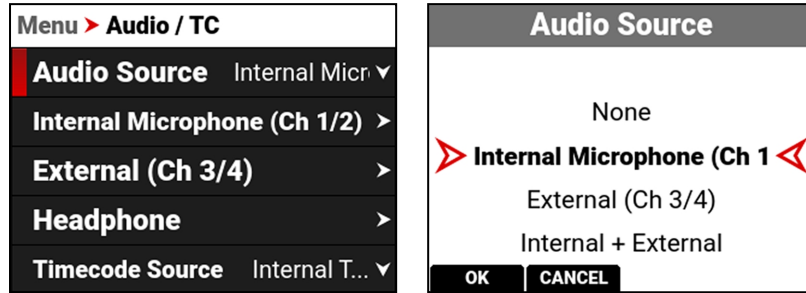 Menu > Audio / TC
Audio Source Internal Micr
Internal Microphone (Ch 1/2) >
External (Ch 3/4) >
Headphone >
Timecode Source Internal T...
Audio Source
None
Internal Microphone (Ch 1
External (Ch 3/4)
Internal + External
OK CANCEL